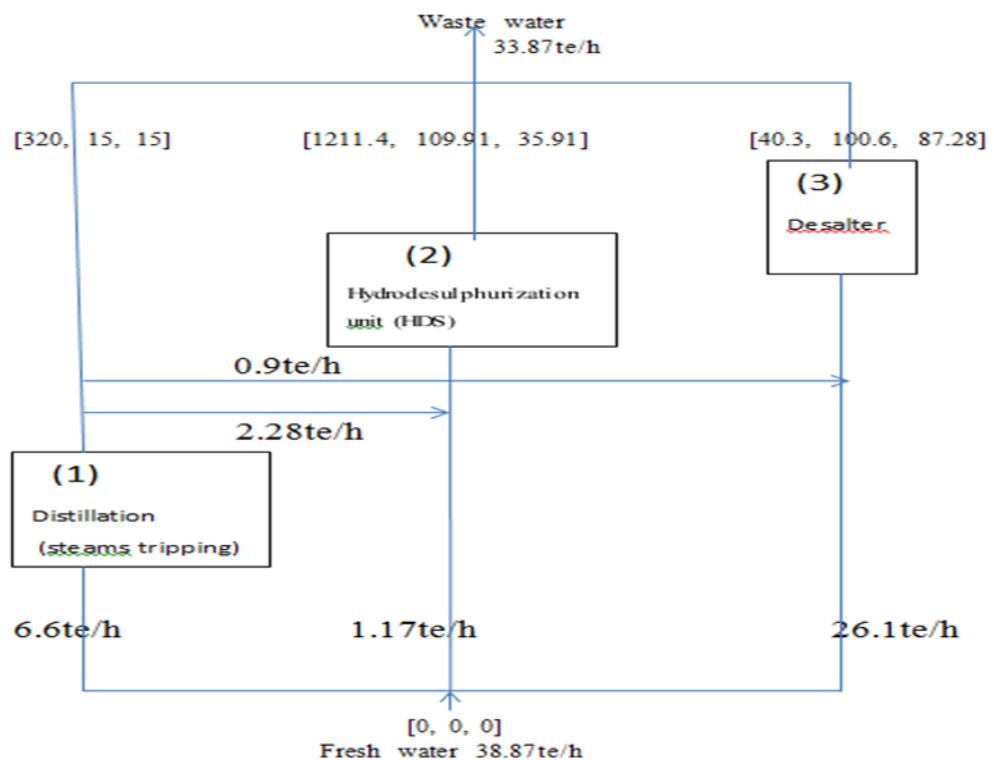 Waste water
33.87te/h
[320, 15, 15]
[1211.4, 109.91, 35.91]
[40.3, 100.6, 87.28]
(3)
Desalter
(2)
Hydrodesulphurization
unit (HDS)
0.9te/h
2.28te/h
(1)
Distillation
(steams tripping)
6.6te/h
1.17te/h
26.1te/h
[0, 0, 0]
Fresh water 38.87te/h